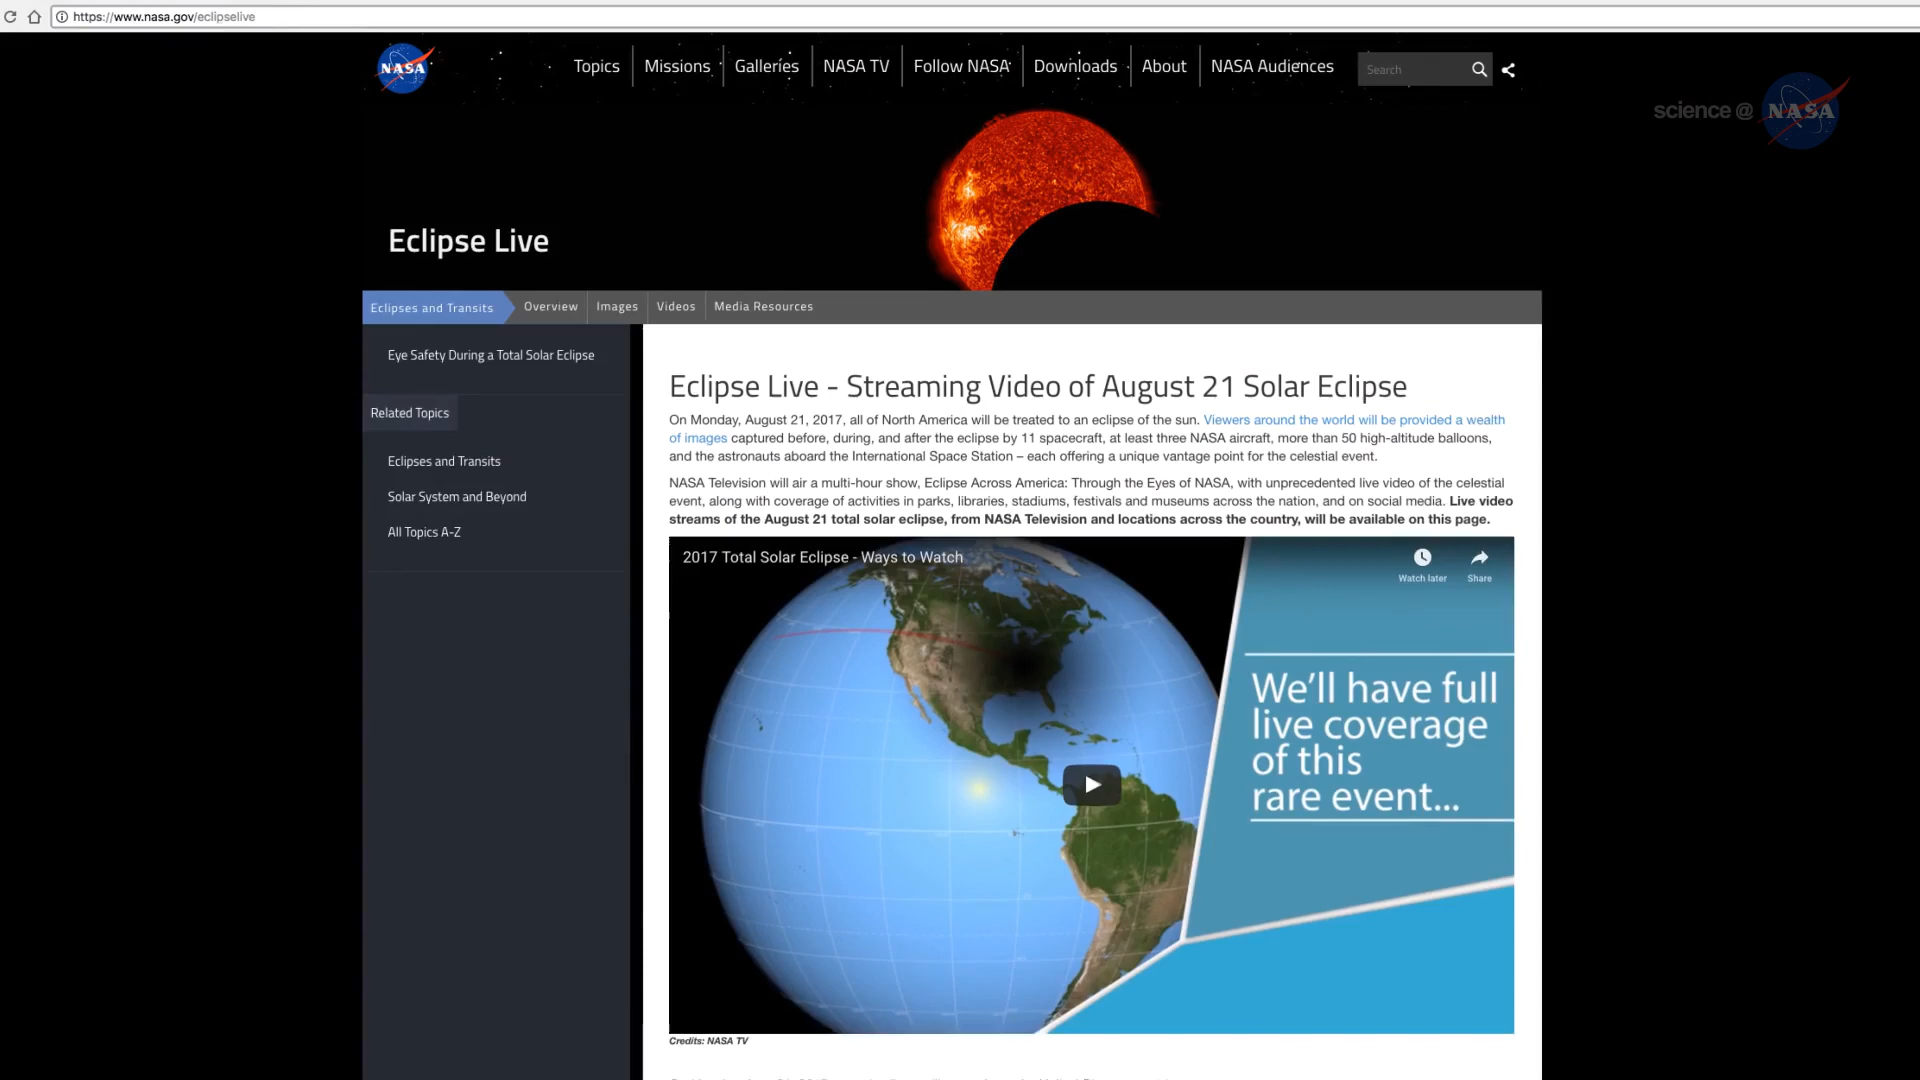 https://www.nasa.gov/eclipselive
NASA
Topics
Missions
Galleries
NASA TV
Follow NASA
Downloads
About
NASA Audiences
Search
science @ NASA
Eclipse Live
Eclipses and Transits
Overview
Images
Videos
Media Resources
Eye Safety During a Total Solar Eclipse
Related Topics
Eclipses and Transits
Solar System and Beyond
All Topics A-Z
Eclipse Live - Streaming Video of August 21 Solar Eclipse
On Monday, August 21, 2017, all of North America will be treated to an eclipse of the sun. Viewers around the world will be provided a wealth
of images captured before, during, and after the eclipse by 11 spacecraft, at least three NASA aircraft, more than 50 high-altitude balloons,
and the astronauts aboard the International Space Station – each offering a unique vantage point for the celestial event.
NASA Television will air a multi-hour show, Eclipse Across America: Through the Eyes of NASA, with unprecedented live video of the celestial
event, along with coverage of activities in parks, libraries, stadiums, festivals and museums across the nation, and on social media. Live video
streams of the August 21 total solar eclipse, from NASA Television and locations across the country, will be available on this page.
2017 Total Solar Eclipse - Ways to Watch
Watch later
Share
We'll have full
live coverage
of this
rare event...
Credits: NASA TV